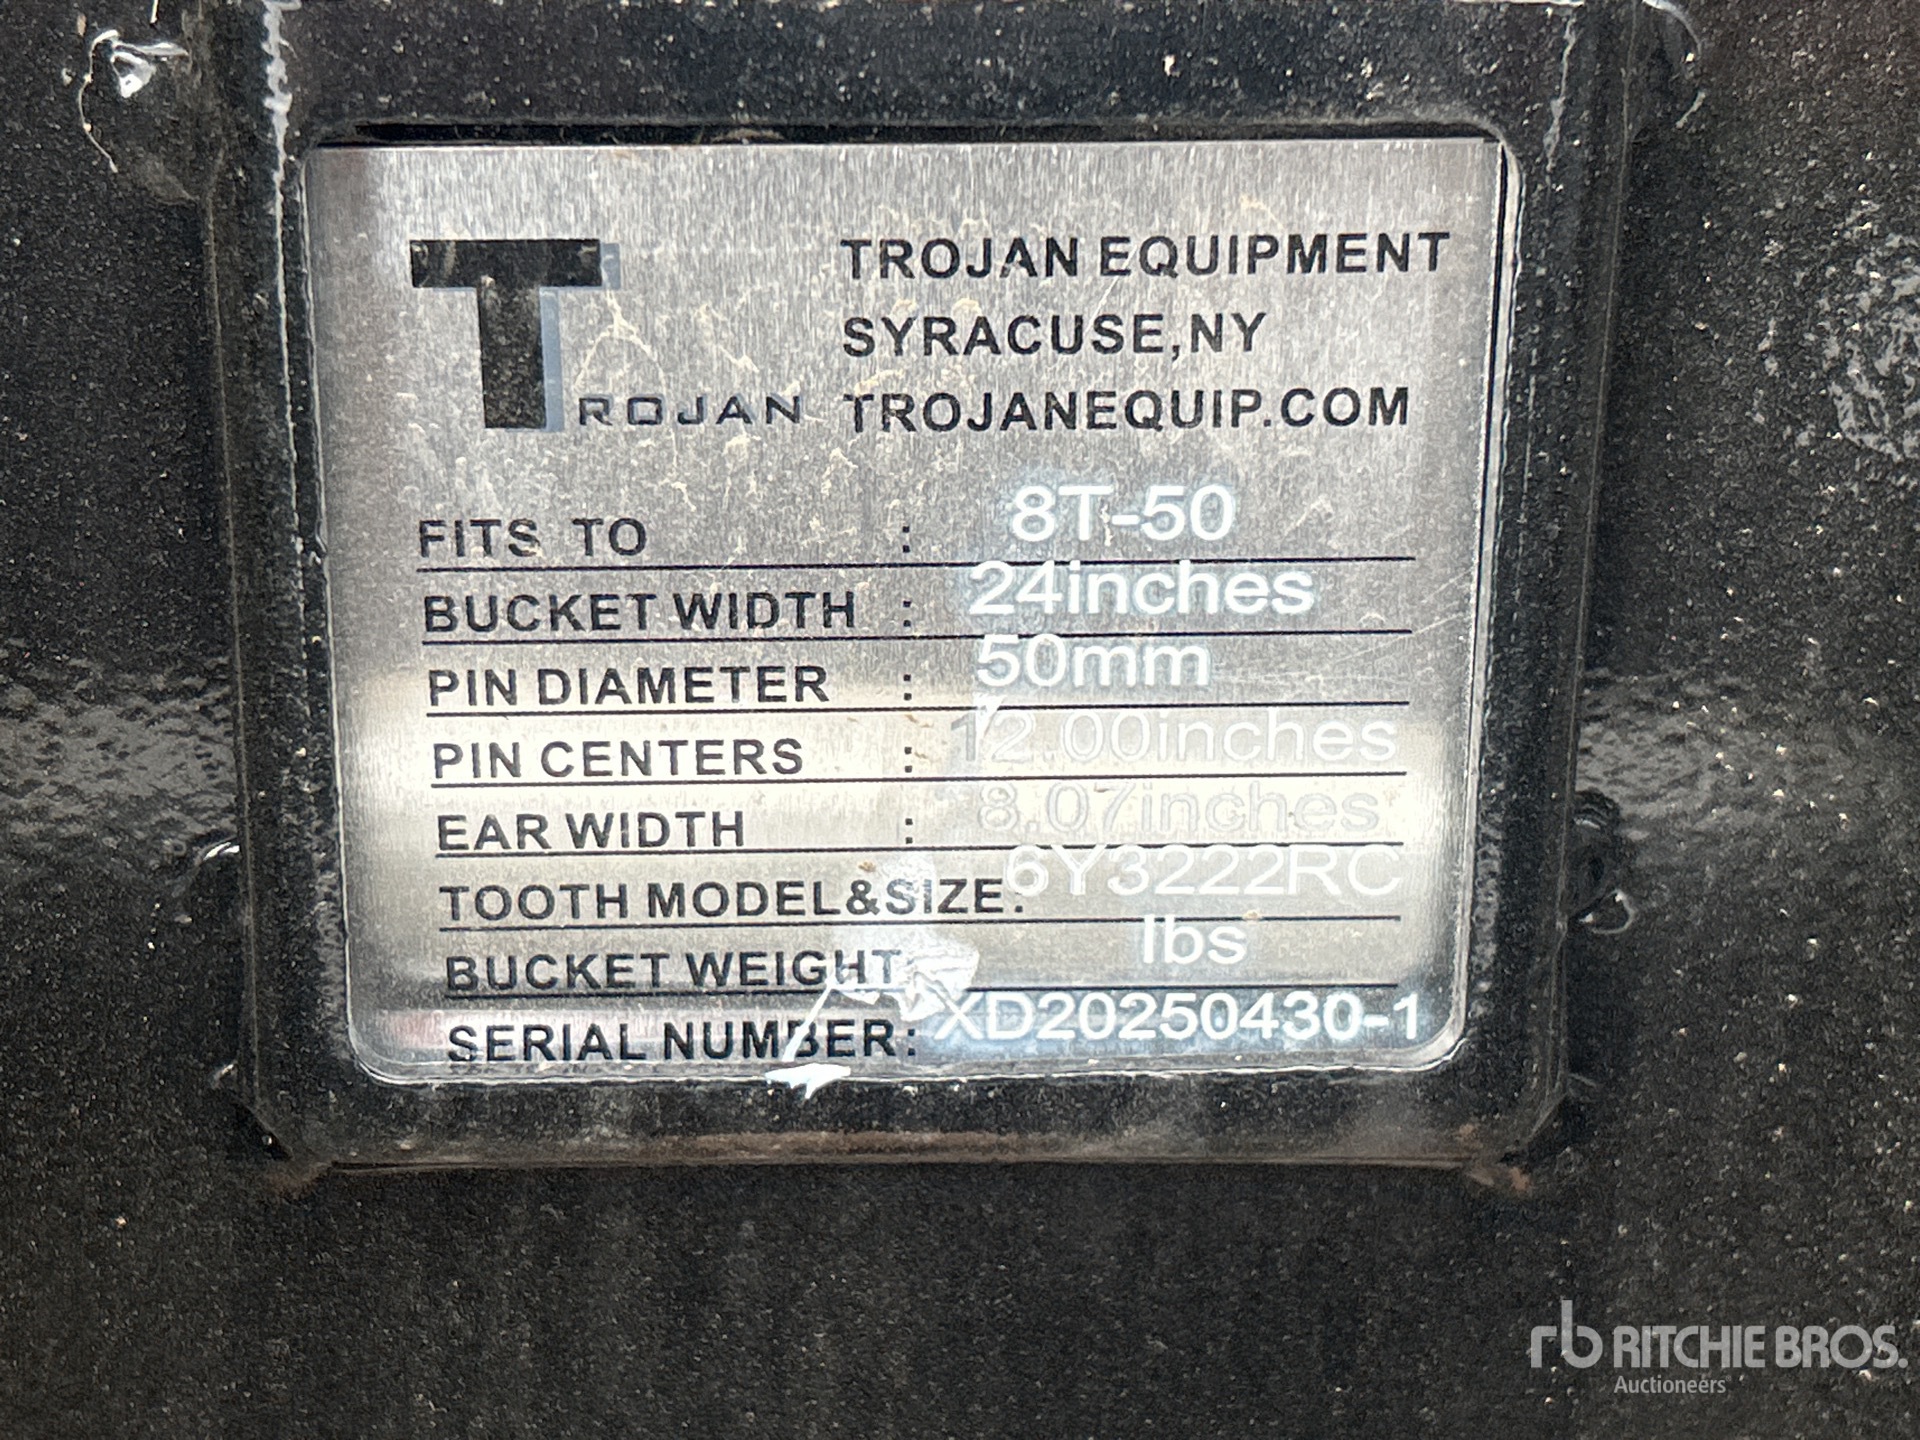 TROJAN
TROJAN EQUIPMENT
SYRACUSE,NY
TROJANEQUIP.COM
FITS TO : 8T-50
BUCKET WIDTH : 24inches
PIN DIAMETER : 50mm
PIN CENTERS : 12.00inches
EAR WIDTH : 8.07inches
TOOTH MODEL&SIZE: 6Y3222RC
BUCKET WEIGHT: lbs
SERIAL NUMBER: XD20250430-1
rb RITCHIE BROS.
Auctioneers